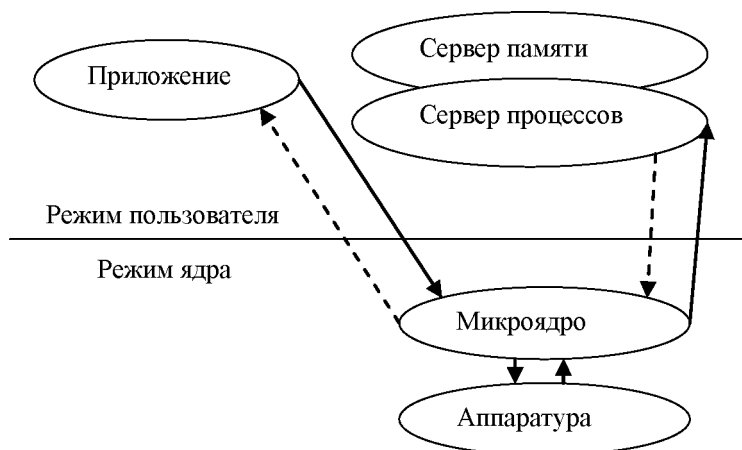 Сервер памяти
Приложение
Сервер процессов
Режим пользователя
Режим ядра
Микроядро
Аппаратура